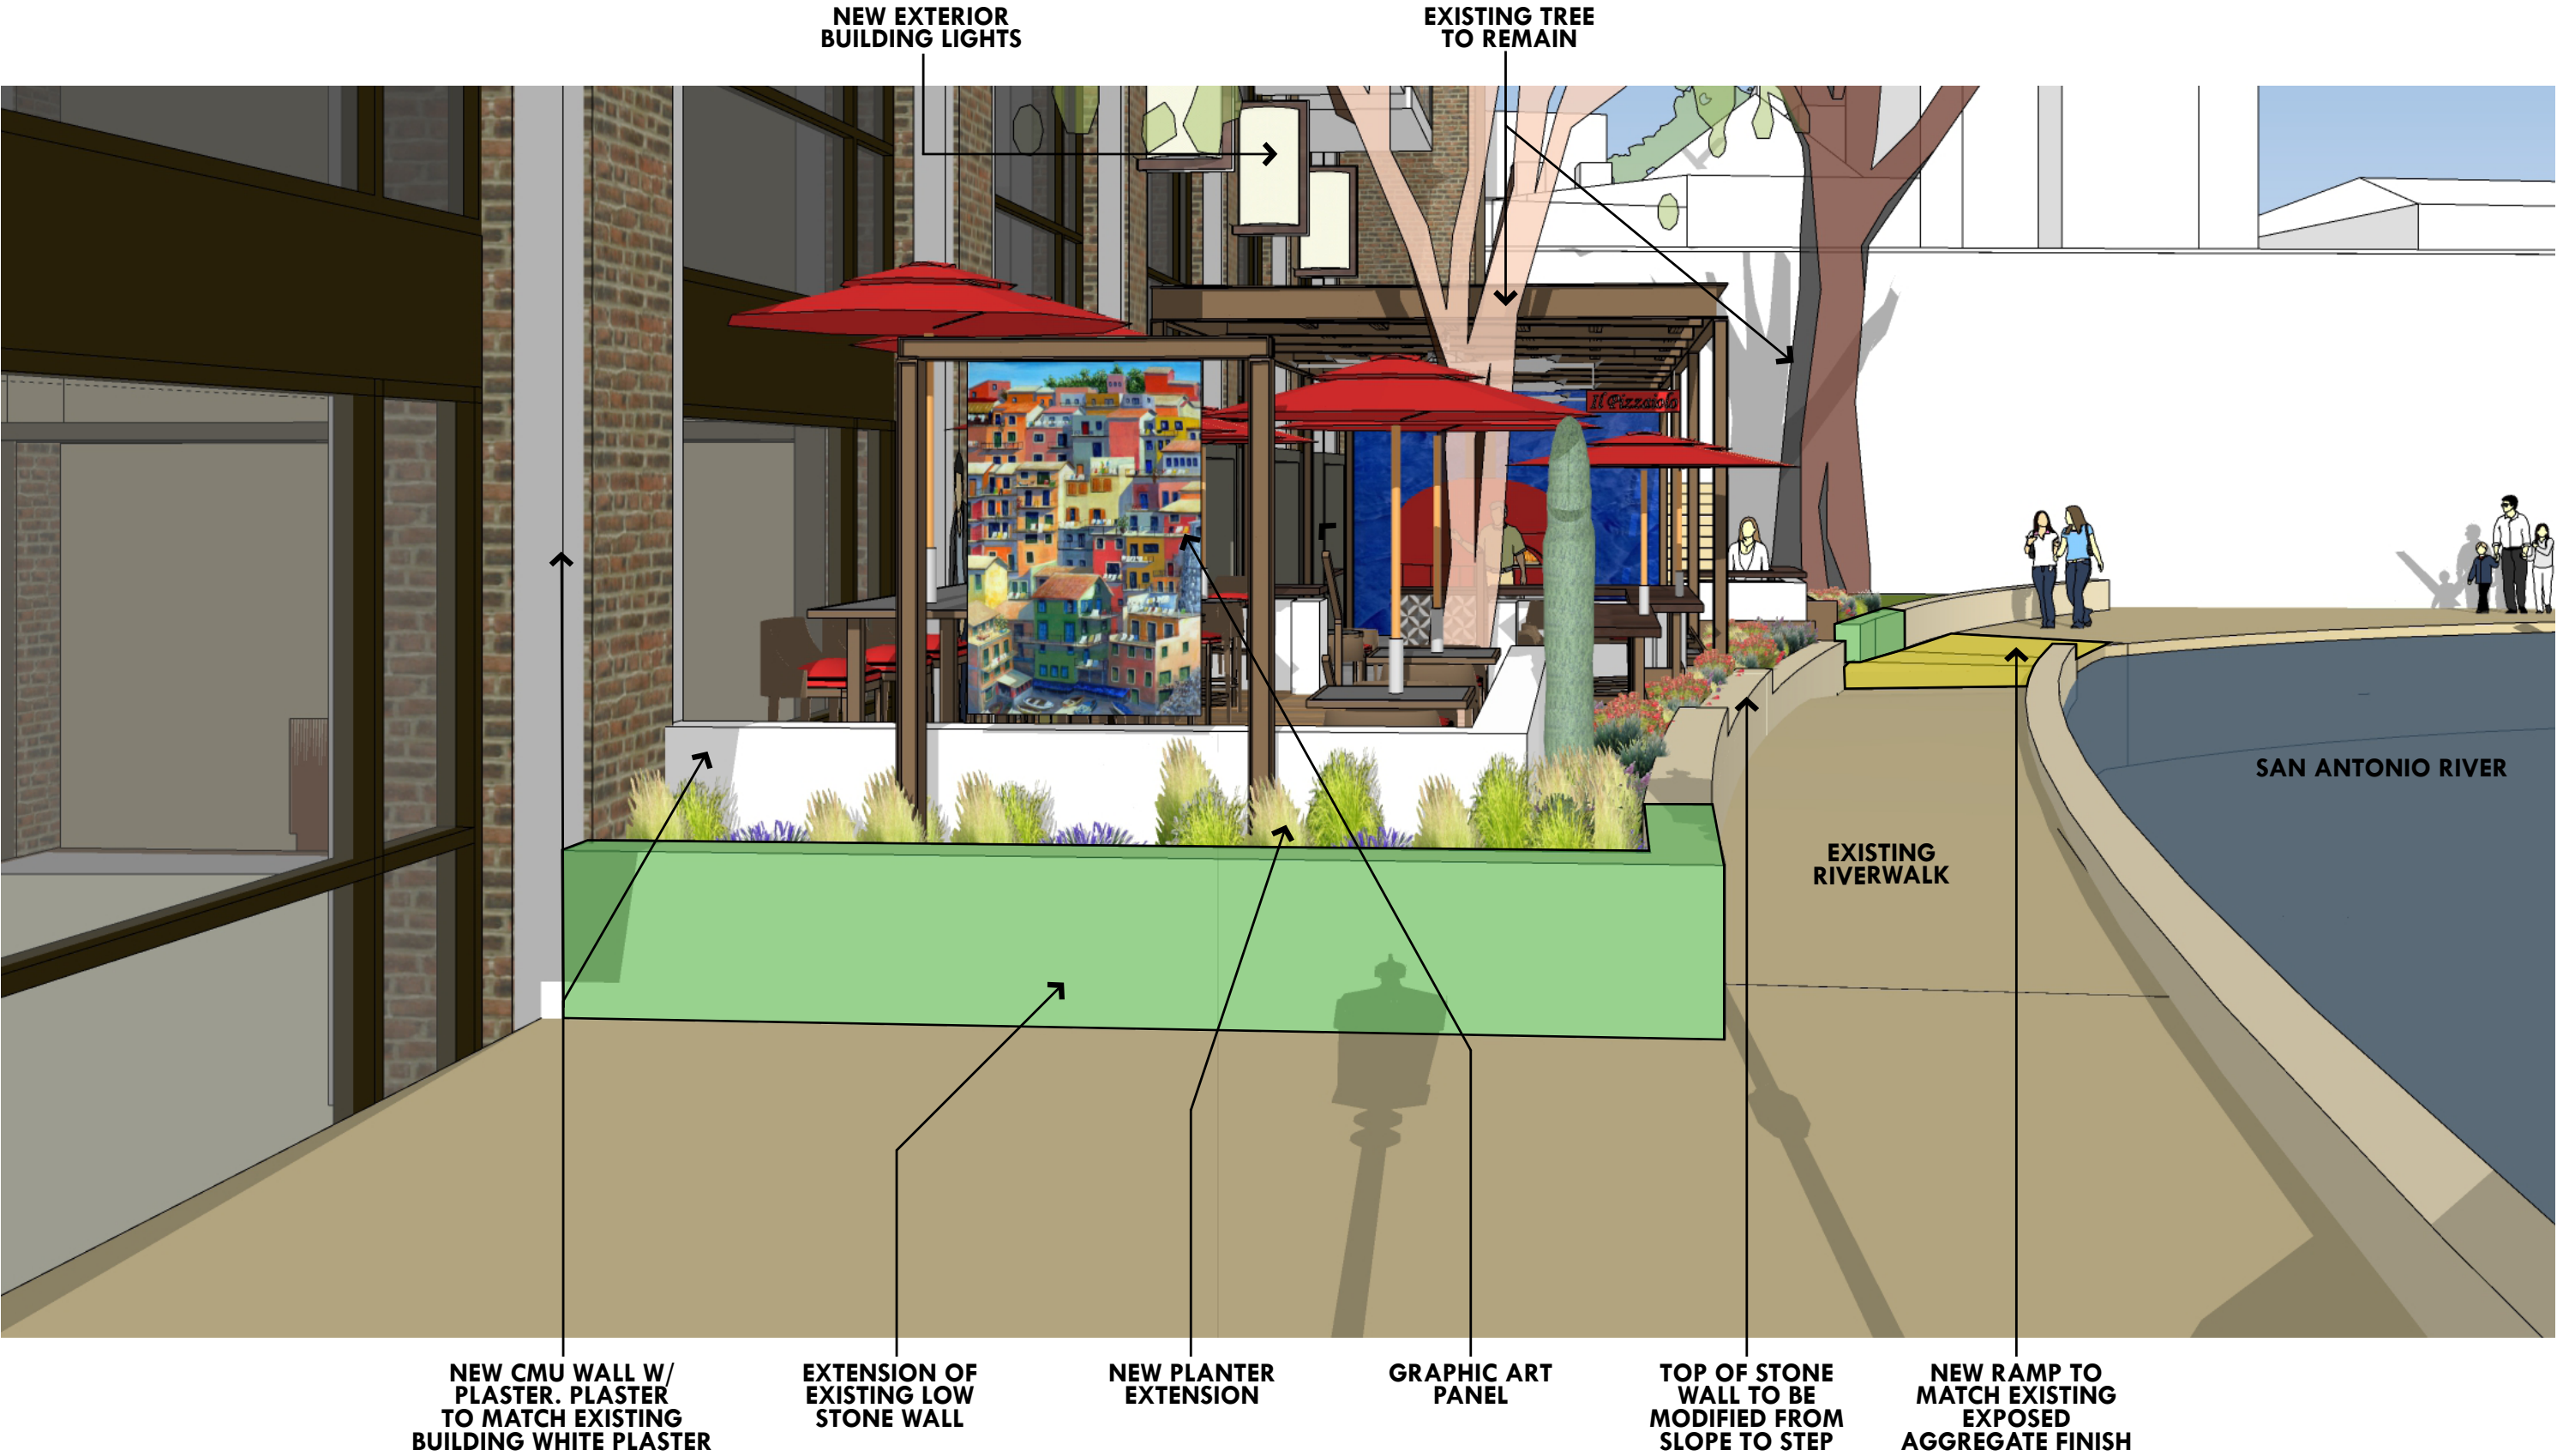 NEW EXTERIOR
BUILDING LIGHTS
EXISTING TREE
TO REMAIN
Il Pizzaiolo
SAN ANTONIO RIVER
EXISTING
RIVERWALK
NEW CMU WALL W/
PLASTER. PLASTER
TO MATCH EXISTING
BUILDING WHITE PLASTER
EXTENSION OF
EXISTING LOW
STONE WALL
NEW PLANTER
EXTENSION
GRAPHIC ART
PANEL
TOP OF STONE
WALL TO BE
MODIFIED FROM
SLOPE TO STEP
NEW RAMP TO
MATCH EXISTING
EXPOSED
AGGREGATE FINISH